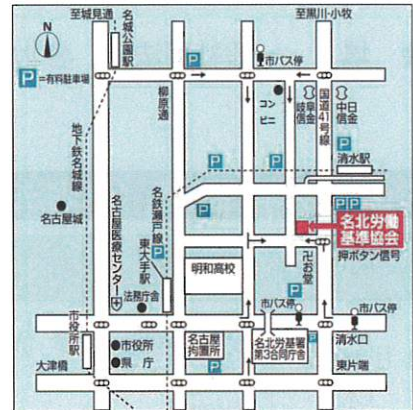 至城見通
至黒川・小牧
N
名城公園駅
市バス停
P=有料駐車場
柳原通
コンビニ
岐阜信金
国道41号線
中日信金
地下鉄名城線
P
P
P
清水駅
名古屋城
名鉄瀬戸線
P
P
P
名北労働
基準協会
名古屋医療センター
東大手駅
P
明和高校
卍お堂
押ボタン信号
法務庁舎
市バス停
市バス停
市役所駅
市役所
県庁
名古屋拘置所
名北労基署
第3合同庁舎
清水口
大津橋
P
東片端